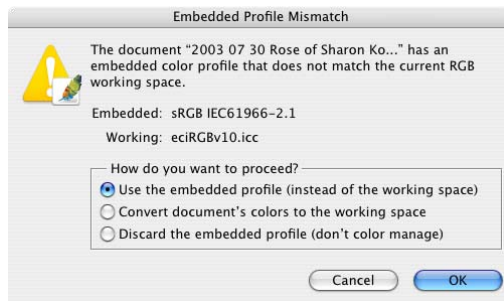 Embedded Profile Mismatch
The document “2003 07 30 Rose of Sharon Ko...” has an
embedded color profile that does not match the current RGB
working space.
Embedded: sRGB IEC61966-2.1
Working: eciRGBv10.icc
How do you want to proceed?
Use the embedded profile (instead of the working space)
Convert document’s colors to the working space
Discard the embedded profile (don’t color manage)
Cancel OK